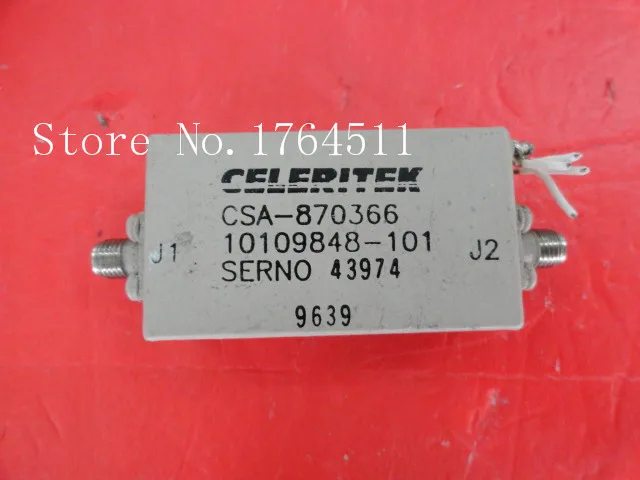 Store No. 1764511
CELERITEK
CSA-870366
10109848-101
J1
J2
SERNO 43974
9639